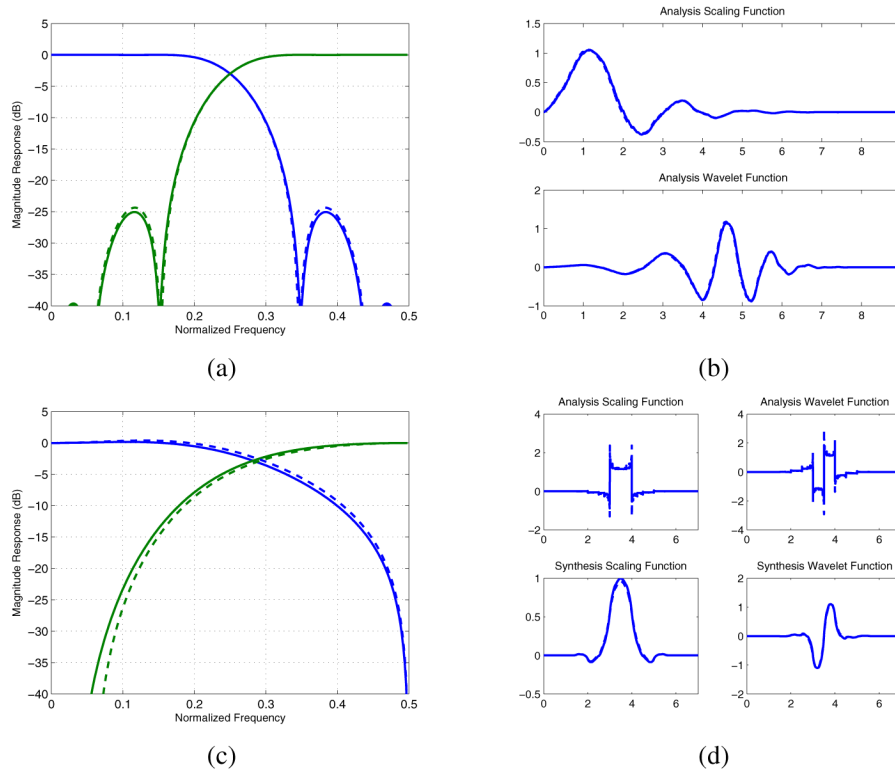 5
0
−5
−10
−15
−20
−25
−30
−35
−40
Magnitude Response (dB)
0 0.1 0.2 0.3 0.4 0.5
Normalized Frequency
(a)
Analysis Scaling Function
1.5
1
0.5
0
−0.5
0 1 2 3 4 5 6 7 8
Analysis Wavelet Function
2
1
0
−1
0 1 2 3 4 5 6 7 8
(b)
5
0
−5
−10
−15
−20
−25
−30
−35
−40
Magnitude Response (dB)
0 0.1 0.2 0.3 0.4 0.5
Normalized Frequency
(c)
Analysis Scaling Function
4
2
0
−2
0 2 4 6
Analysis Wavelet Function
4
2
0
−2
−4
0 2 4 6
Synthesis Scaling Function
1
0.5
0
−0.5
0 2 4 6
Synthesis Wavelet Function
2
1
0
−1
−2
0 2 4 6
(d)